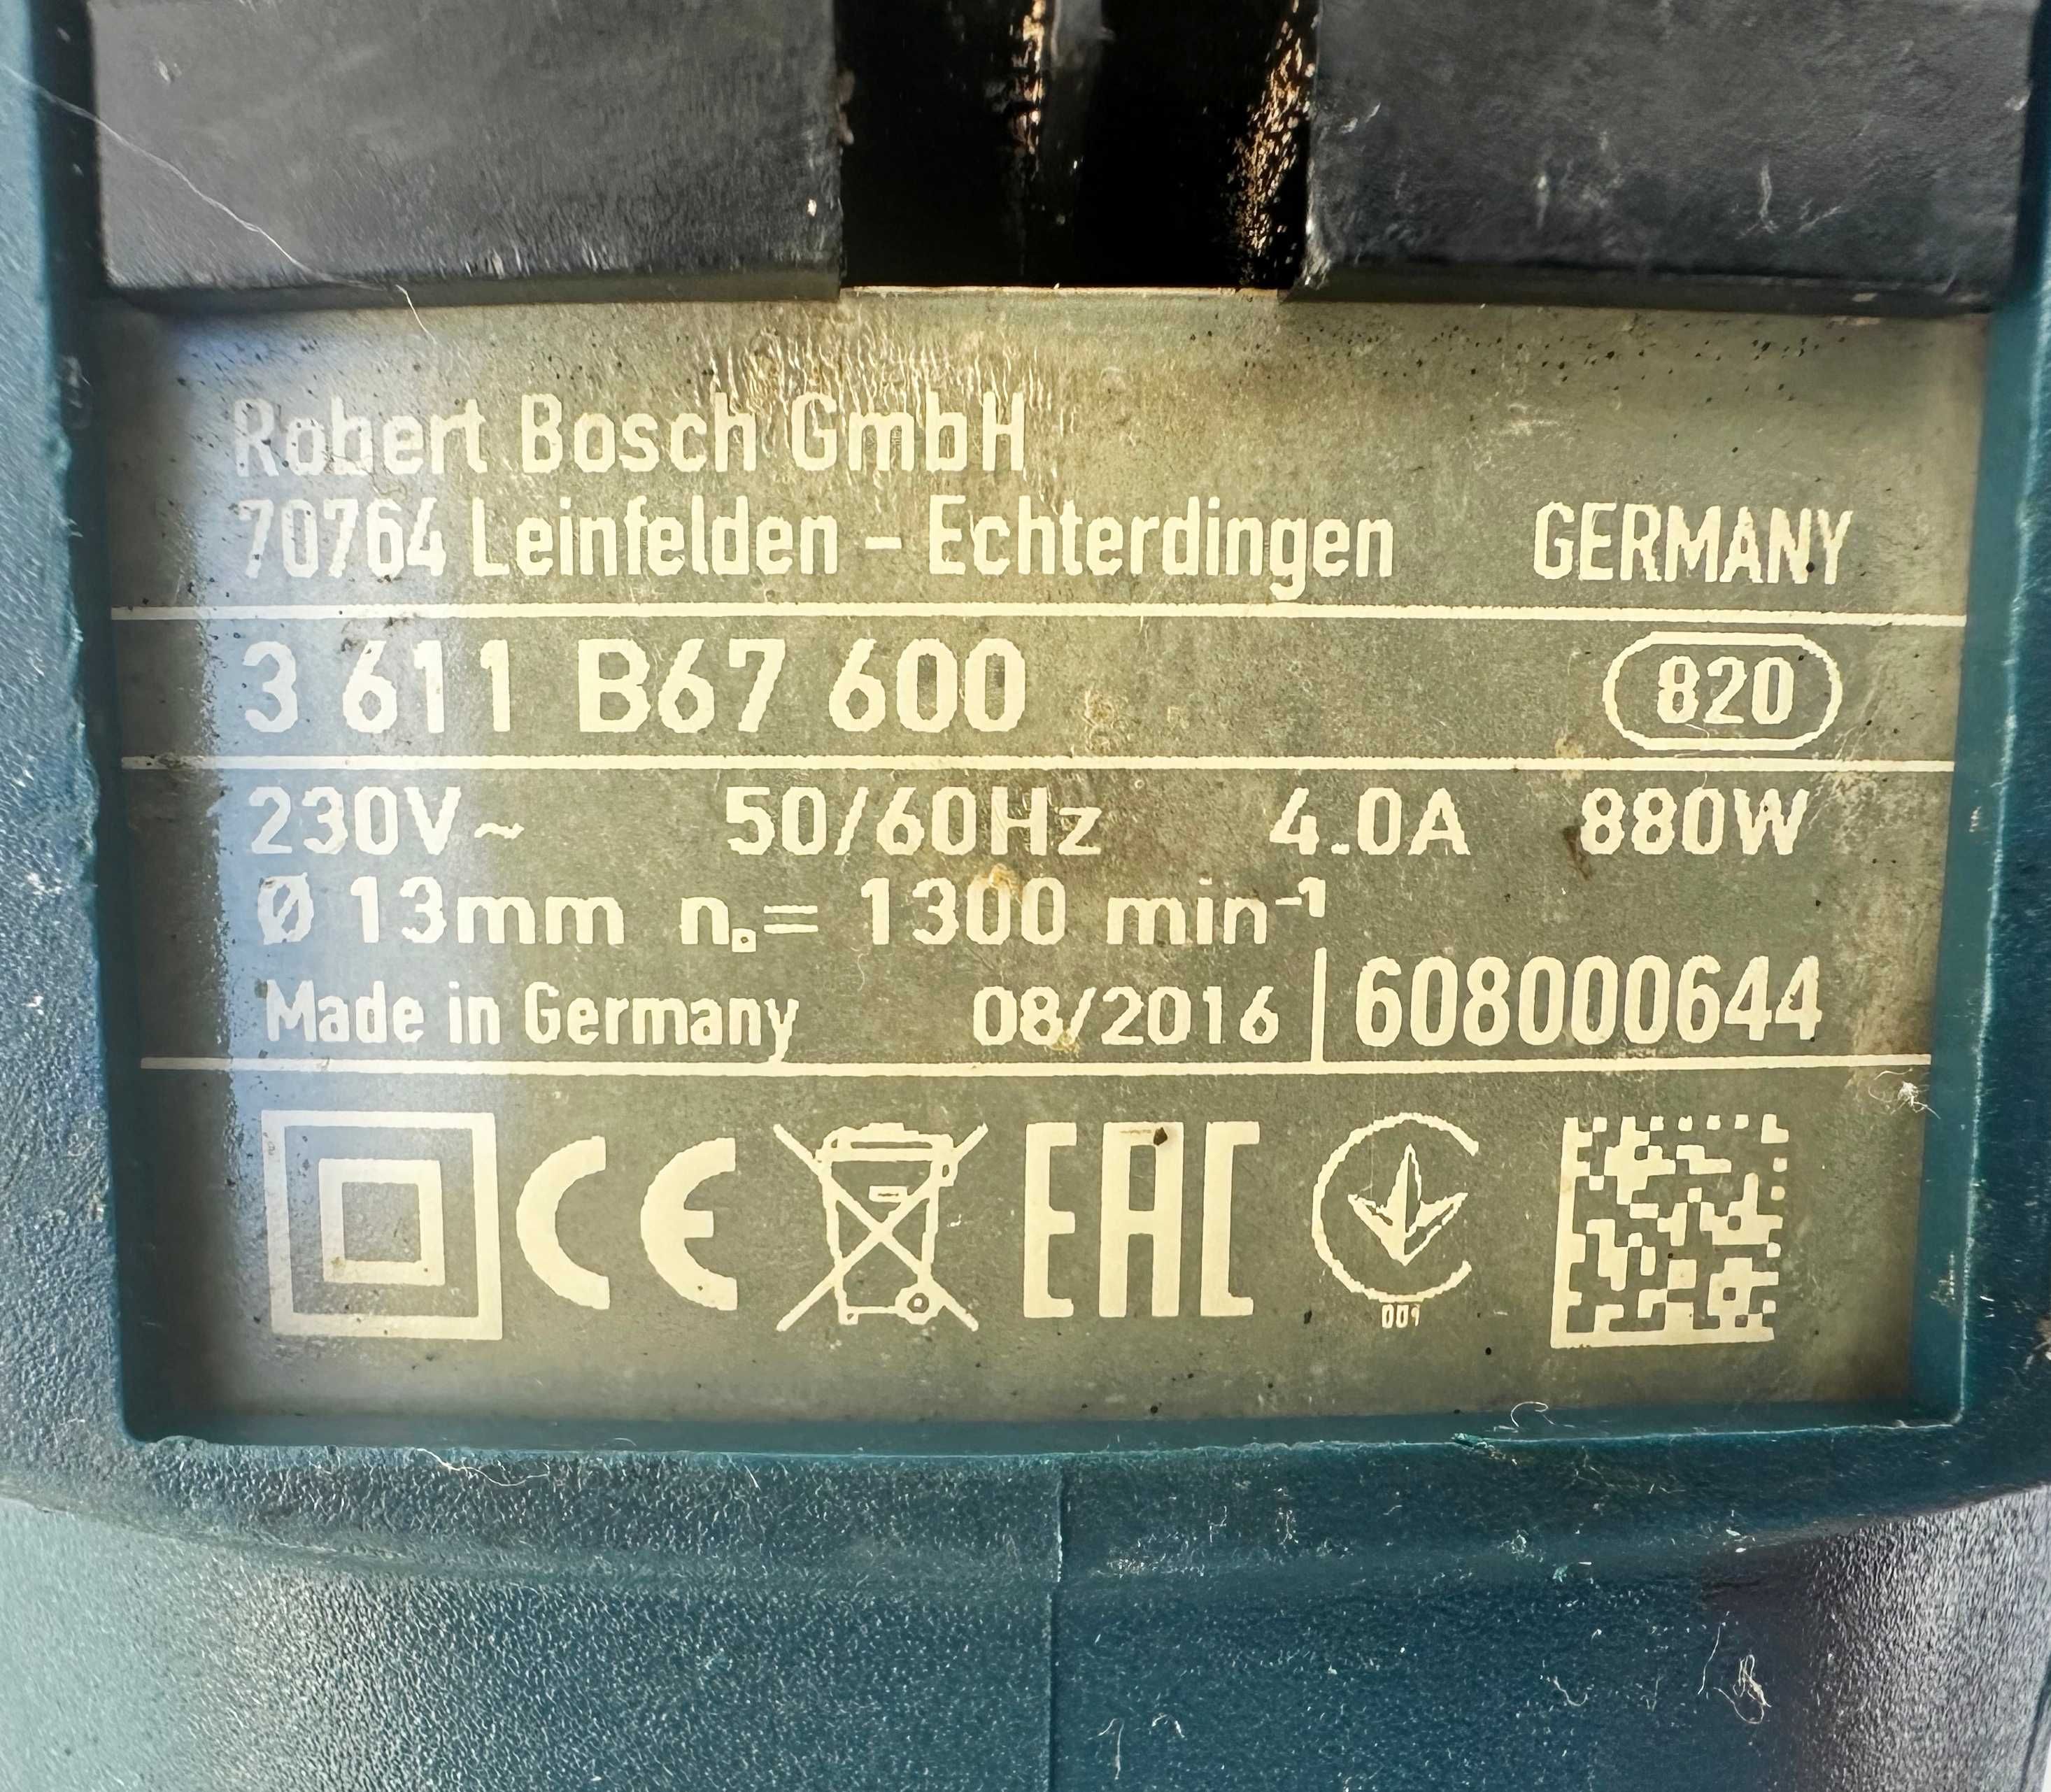 Robert Bosch GmbH
70764 Leinfelden – Echterdingen GERMANY
3 611 B67 600 820
230V~ 50/60Hz 4.0A 880W
Ø 13mm n₀= 1300 min⁻¹
Made in Germany 08/2016 608000644
CE EAC
001